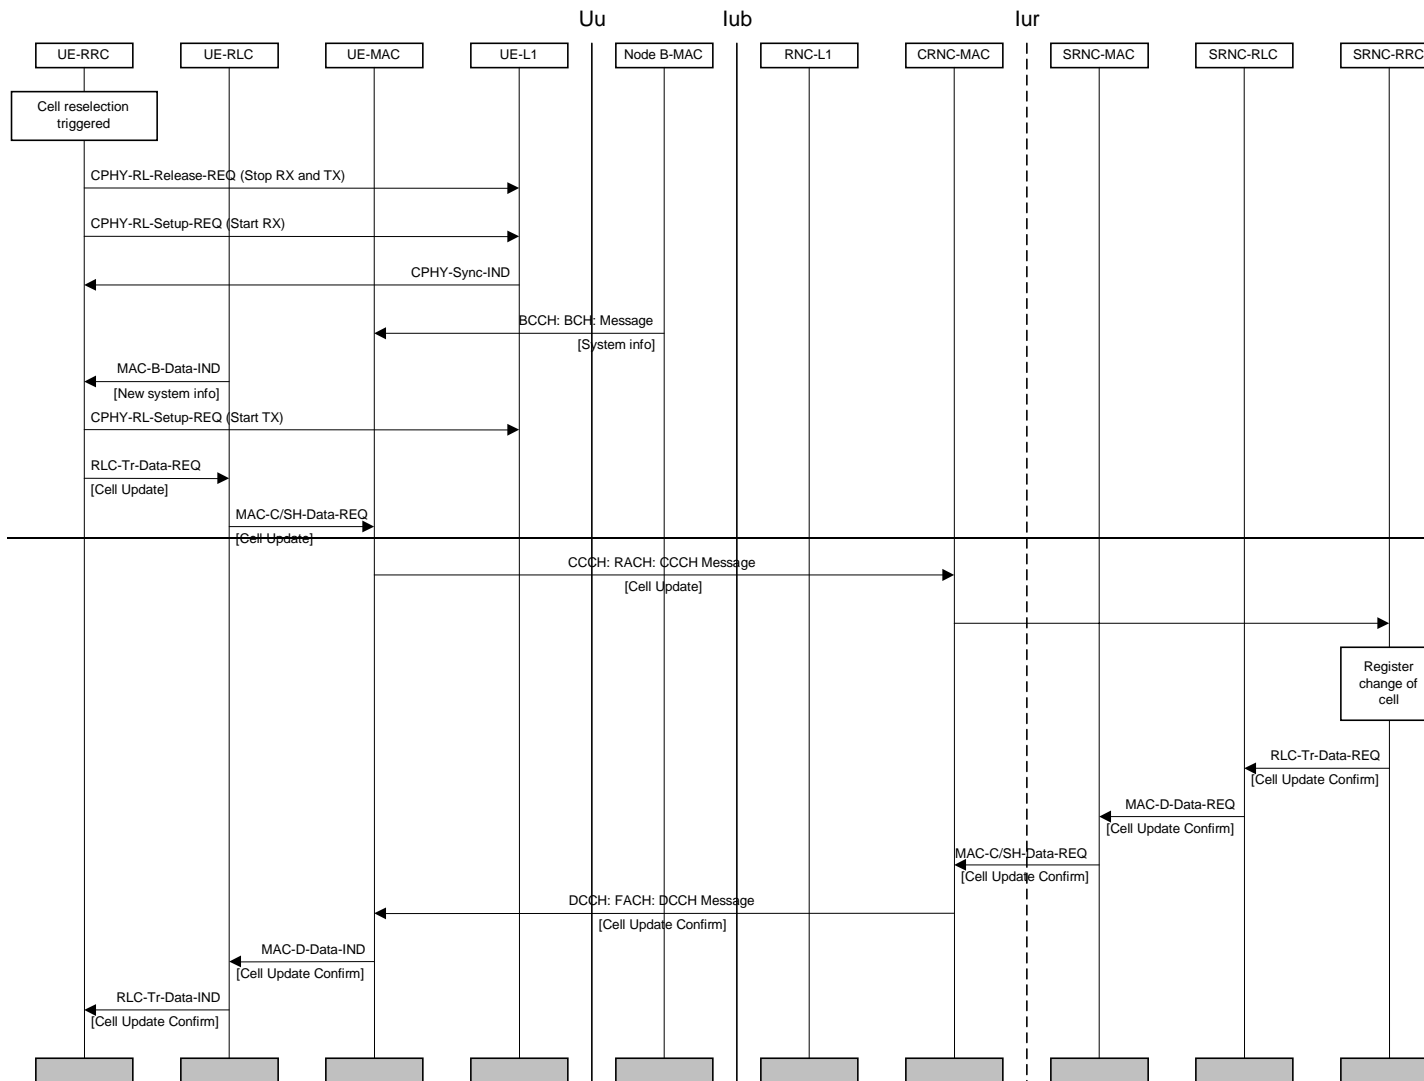 Uu
Iub
Iur
UE-RRC
UE-RLC
UE-MAC
UE-L1
Node B-MAC
RNC-L1
CRNC-MAC
SRNC-MAC
SRNC-RLC
SRNC-RRC
Cell reselection
triggered
CPHY-RL-Release-REQ (Stop RX and TX)
CPHY-RL-Setup-REQ (Start RX)
CPHY-Sync-IND
BCCH: BCH: Message
[System info]
MAC-B-Data-IND
[New system info]
CPHY-RL-Setup-REQ (Start TX)
RLC-Tr-Data-REQ
[Cell Update]
MAC-C/SH-Data-REQ
[Cell Update]
CCCH: RACH: CCCH Message
[Cell Update]
Register
change of
cell
RLC-Tr-Data-REQ
[Cell Update Confirm]
MAC-D-Data-REQ
[Cell Update Confirm]
MAC-C/SH-Data-REQ
[Cell Update Confirm]
DCCH: FACH: DCCH Message
[Cell Update Confirm]
MAC-D-Data-IND
[Cell Update Confirm]
RLC-Tr-Data-IND
[Cell Update Confirm]